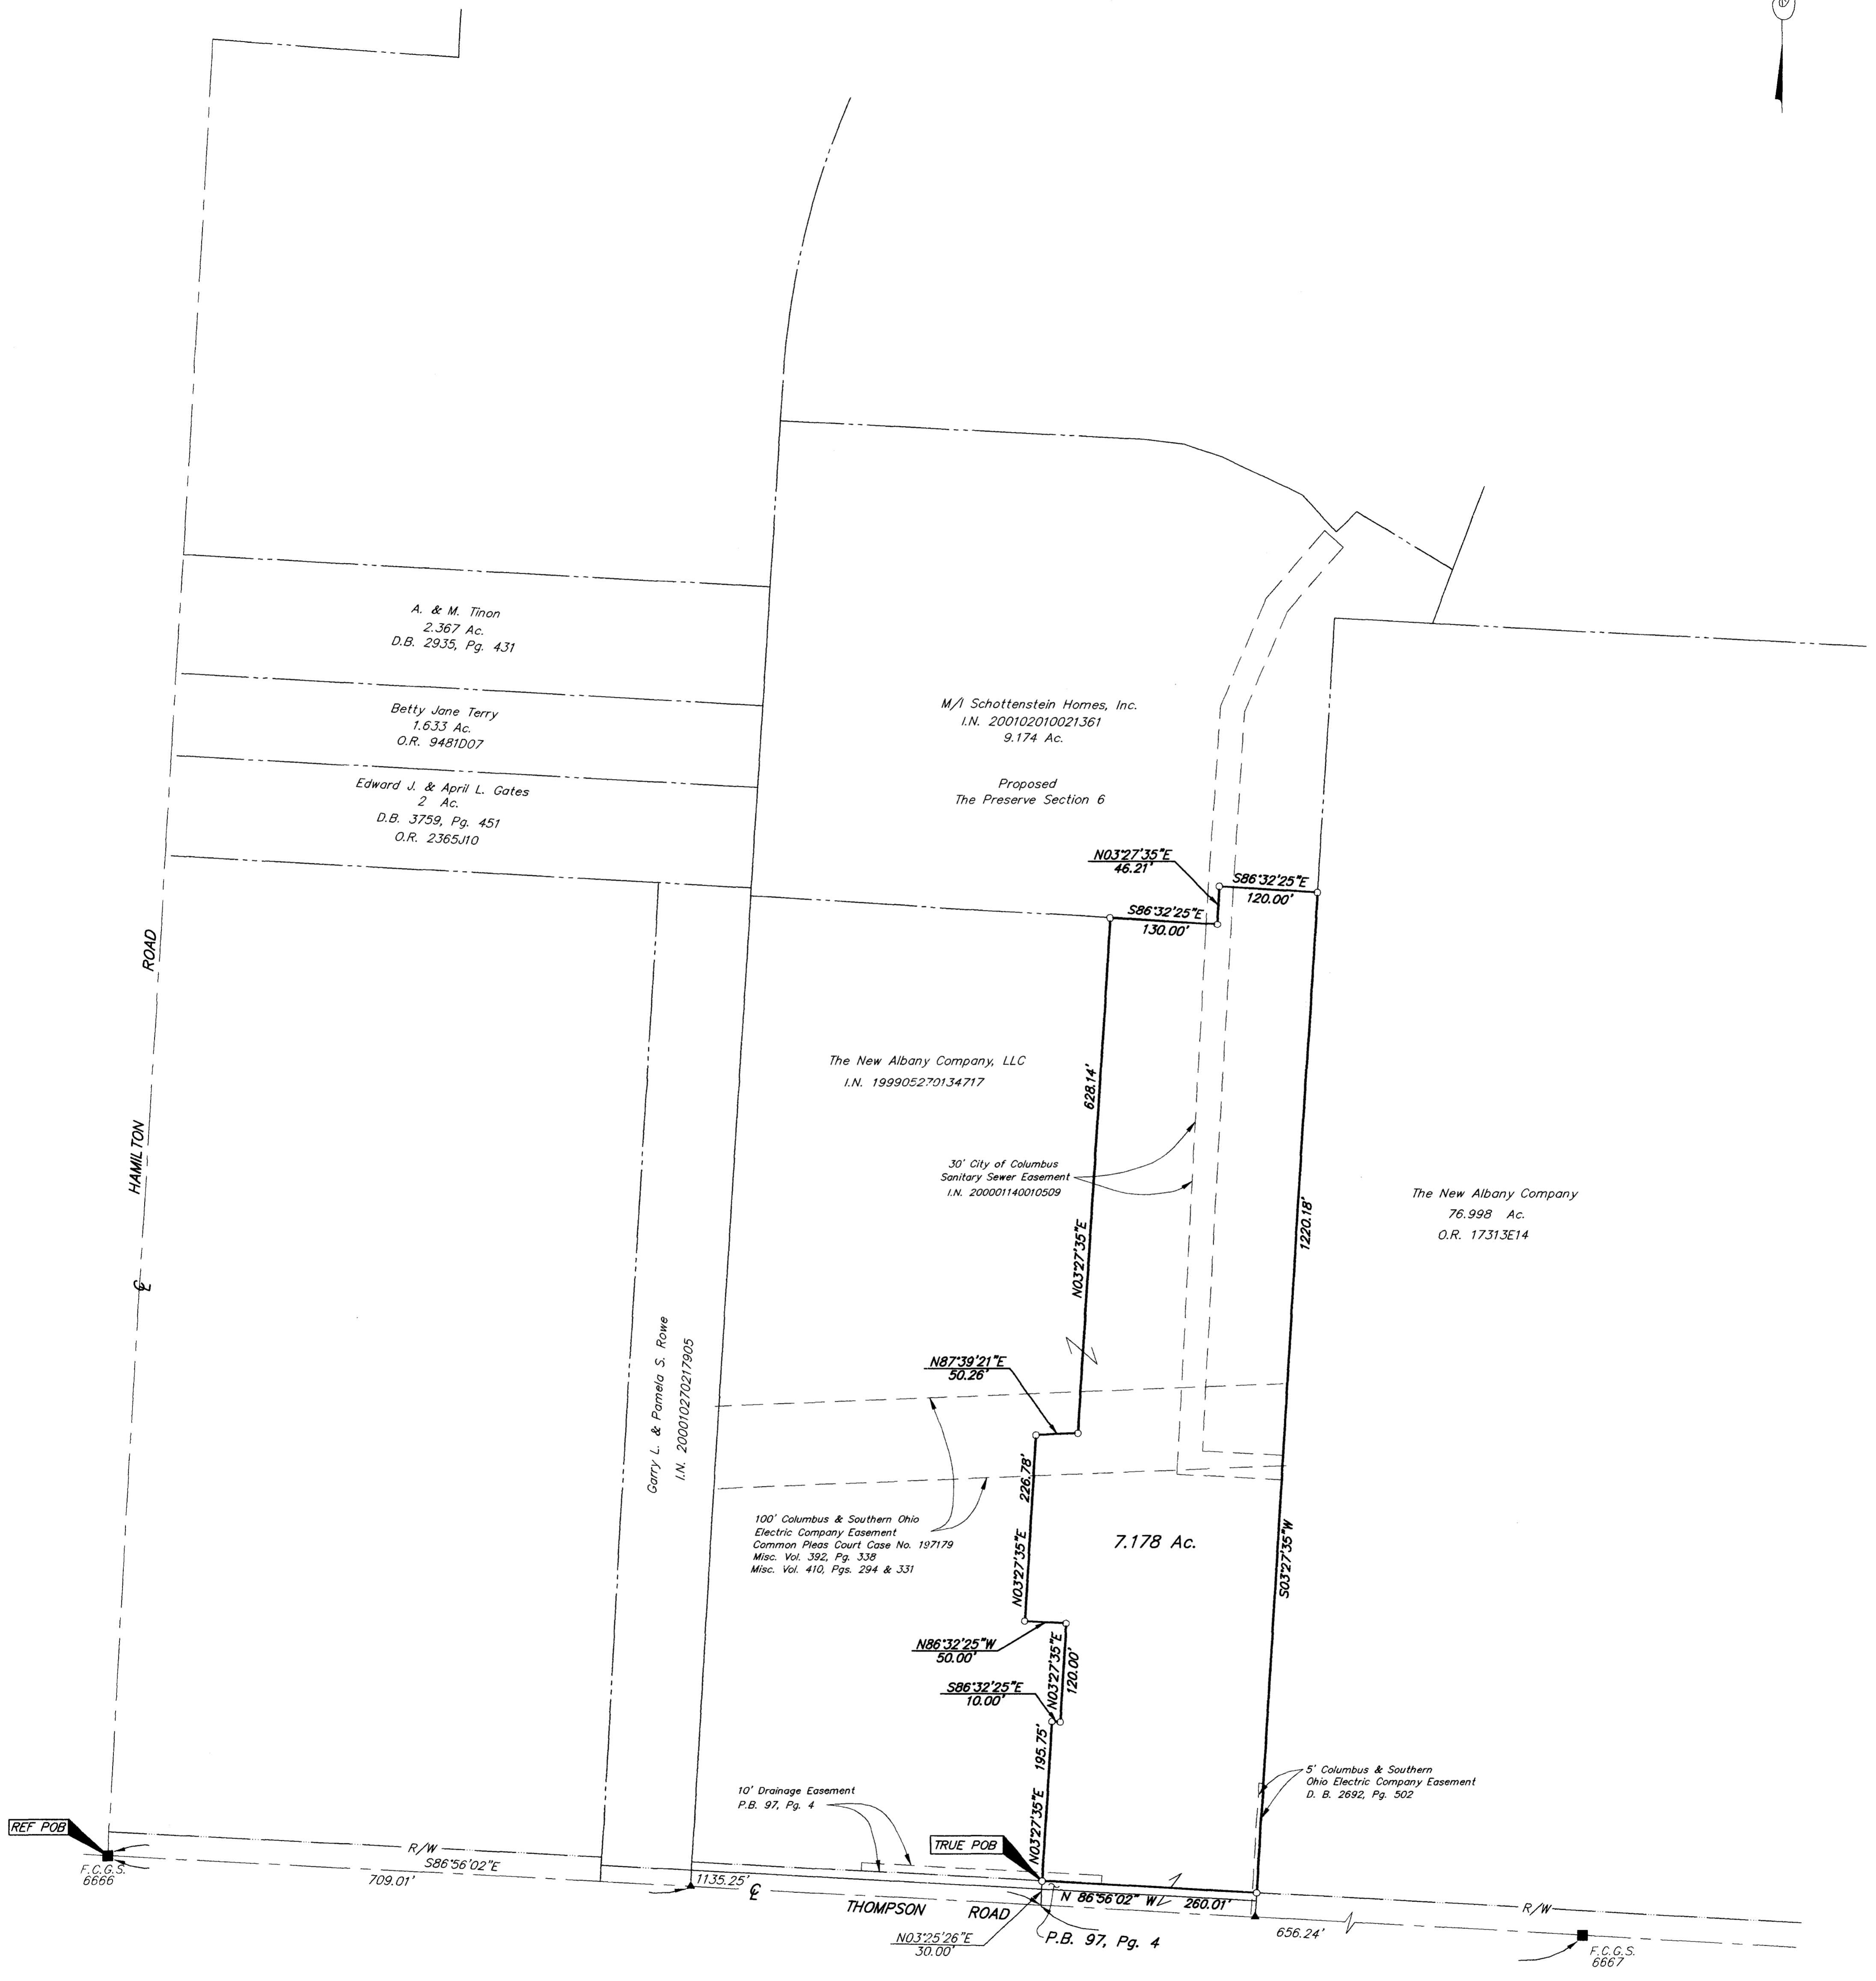 A. & M. Tinon
2.367 Ac.
D.B. 2935, Pg. 431
Betty Jane Terry
1.633 Ac.
O.R. 9481D07
Edward J. & April L. Gates
2 Ac.
D.B. 3759, Pg. 451
O.R. 2365J10
M/I Schottenstein Homes, Inc.
I.N. 200102010021361
9.174 Ac.
Proposed
The Preserve Section 6
N03°27'35"E
46.21'
S86°32'25"E
120.00'
S86°32'25"E
130.00'
HAMILTON ROAD
℄
The New Albany Company, LLC
I.N. 199905270134717
628.14'
N03°27'35"E
30' City of Columbus
Sanitary Sewer Easement
I.N. 200001140010509
1220.18'
S03°27'35"W
The New Albany Company
76.998 Ac.
O.R. 17313E14
Garry L. & Pamela S. Rowe
I.N. 200010270217905
N87°39'21"E
50.26'
226.78'
N03°27'35"E
100' Columbus & Southern Ohio
Electric Company Easement
Common Pleas Court Case No. 197179
Misc. Vol. 392, Pg. 338
Misc. Vol. 410, Pgs. 294 & 331
7.178 Ac.
N86°32'25"W
50.00'
N03°27'35"E
120.00'
S86°32'25"E
10.00'
N03°27'35"E 195.75'
10' Drainage Easement
P.B. 97, Pg. 4
5' Columbus & Southern
Ohio Electric Company Easement
D. B. 2692, Pg. 502
REF POB
F.C.G.S.
6666
R/W
S86°56'02"E
709.01'
1135.25'
℄
TRUE POB
THOMPSON ROAD
N 86°56'02" W 260.01'
N03°25'26"E
30.00'
P.B. 97, Pg. 4
656.24'
R/W
F.C.G.S.
6667